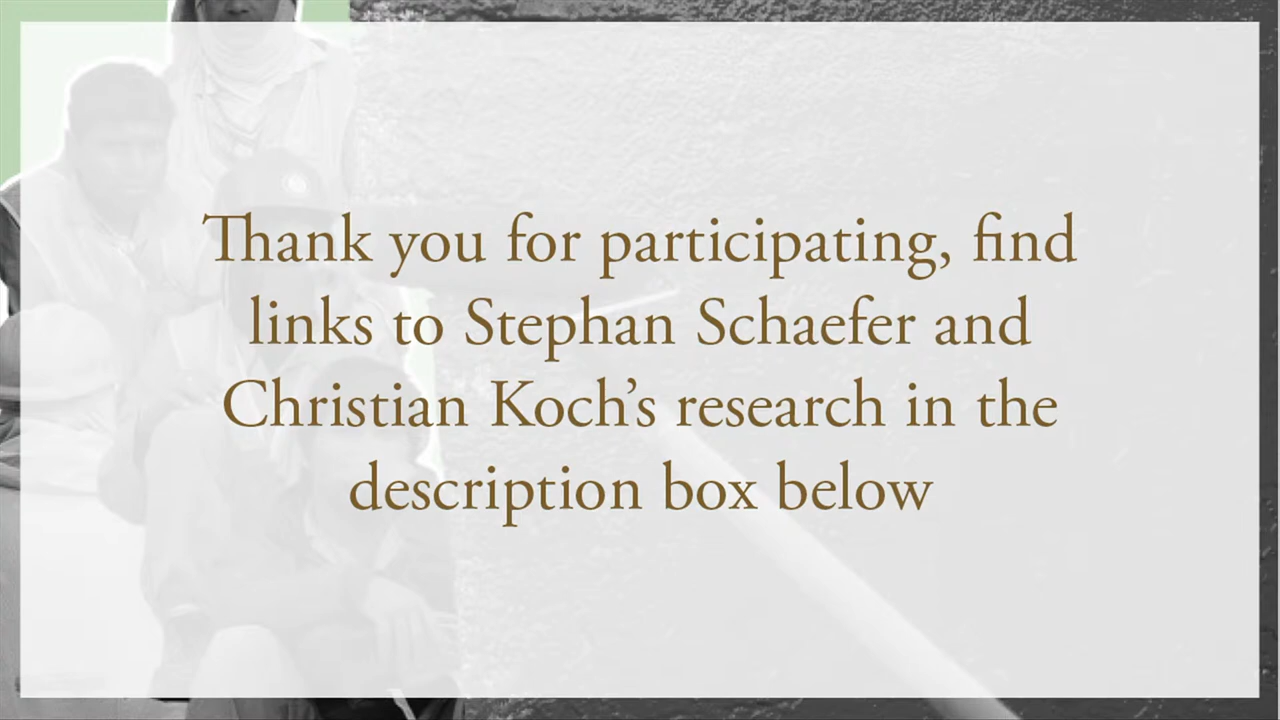 Thank you for participating, find
links to Stephan Schaefer and
Christian Koch’s research in the
description box below